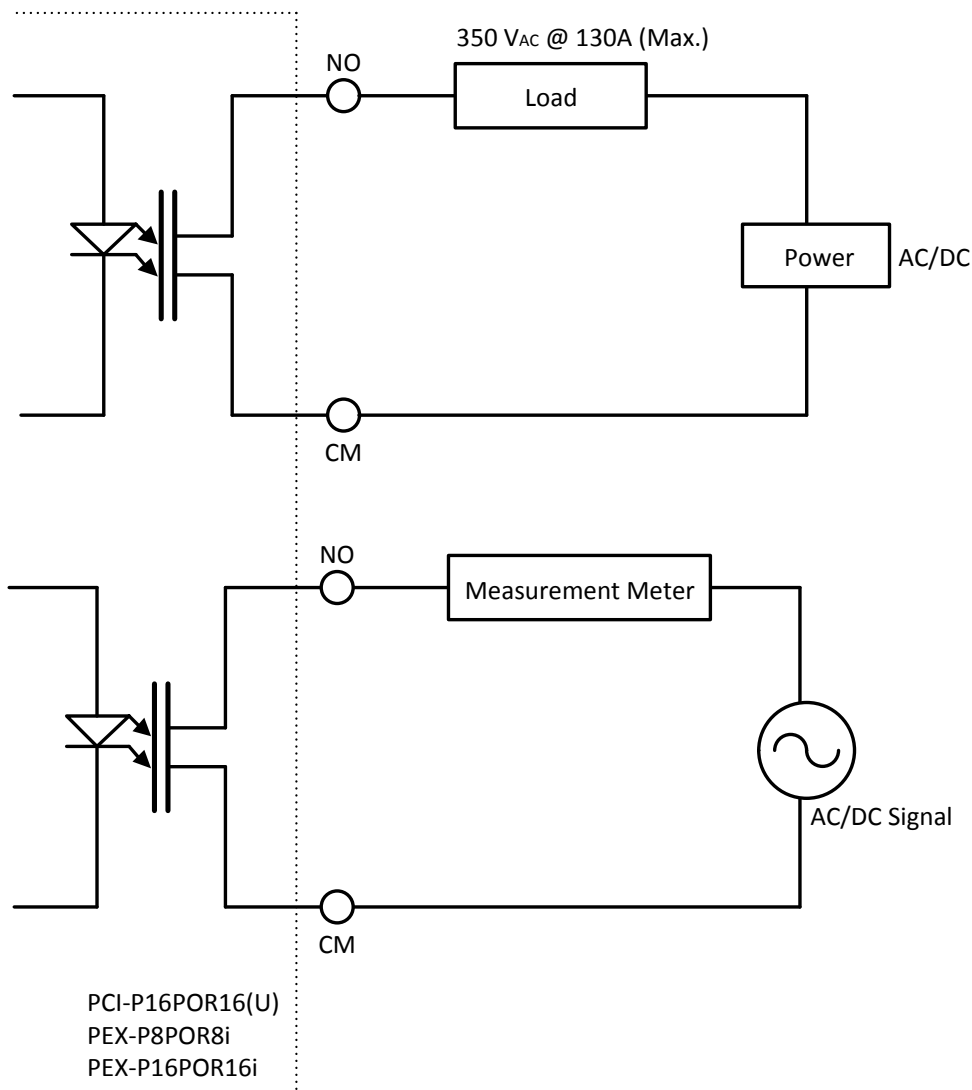 350 VAC @ 130A (Max.)
NO
Load
Power
AC/DC
CM
NO
Measurement Meter
AC/DC Signal
CM
PCI-P16POR16(U)
PEX-P8POR8i
PEX-P16POR16i